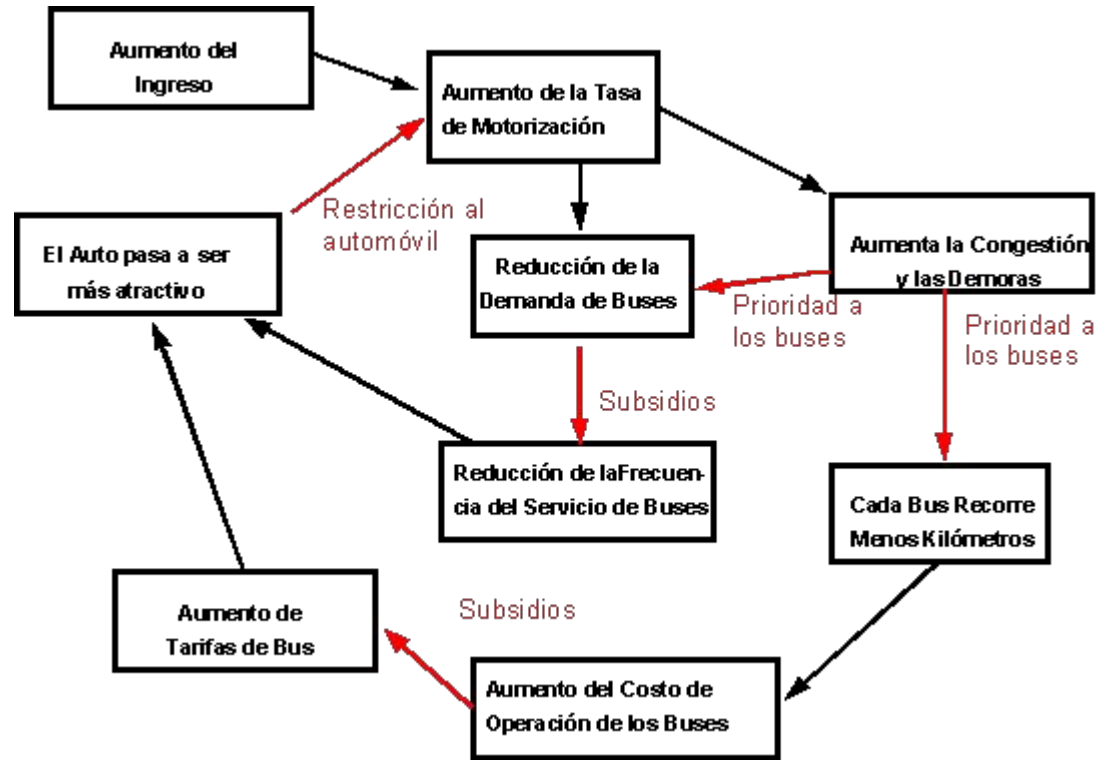 Aumento del
Ingreso
Aumento de la Tasa
de Motorización
Restricción al
automóvil
El Auto pasa a ser
más atractivo
Reducción de la
Demanda de Buses
Aumenta la Congestión
y las Demoras
Prioridad a
los buses
Prioridad a
los buses
Subsidios
Reducción de la Frecuen-
cia del Servicio de Buses
Cada Bus Recorre
Menos Kilómetros
Aumento de
Tarifas de Bus
Subsidios
Aumento del Costo de
Operación de los Buses